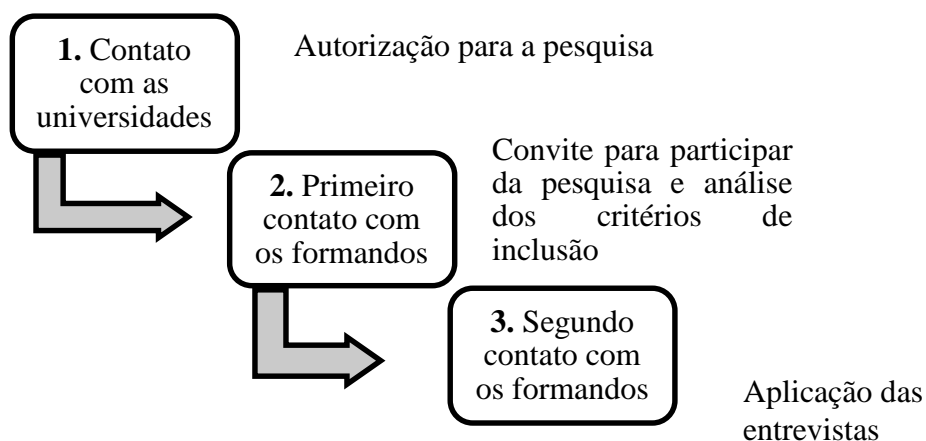 1. Contato
com as
universidades
Autorização para a pesquisa
2. Primeiro
contato com
os formandos
Convite para participar
da pesquisa e análise
dos critérios de
inclusão
3. Segundo
contato com
os formandos
Aplicação das
entrevistas